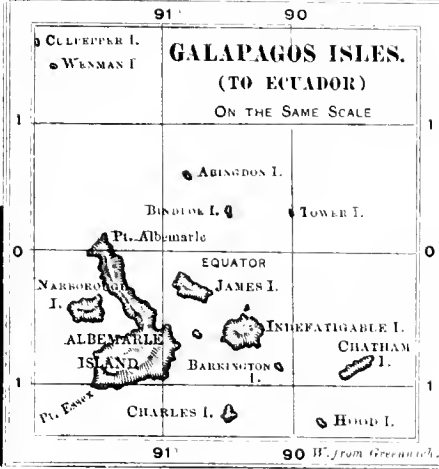 91 90
CULPEPPER I.
WENMAN I
GALAPAGOS ISLES.
(TO ECUADOR)
ON THE SAME SCALE
1 1
ABINGDON I.
BINDLOE I.
TOWER I.
Pt. Albemarle
0 0
EQUATOR
NARBOROUGH
I.
JAMES I.
ALBEMARLE
ISLAND
INDEFATIGABLE I.
CHATHAM
I.
BARRINGTON
I.
1 1
Pt. Essex
CHARLES I.
HOOD I.
91 90
W. from Greenwich.